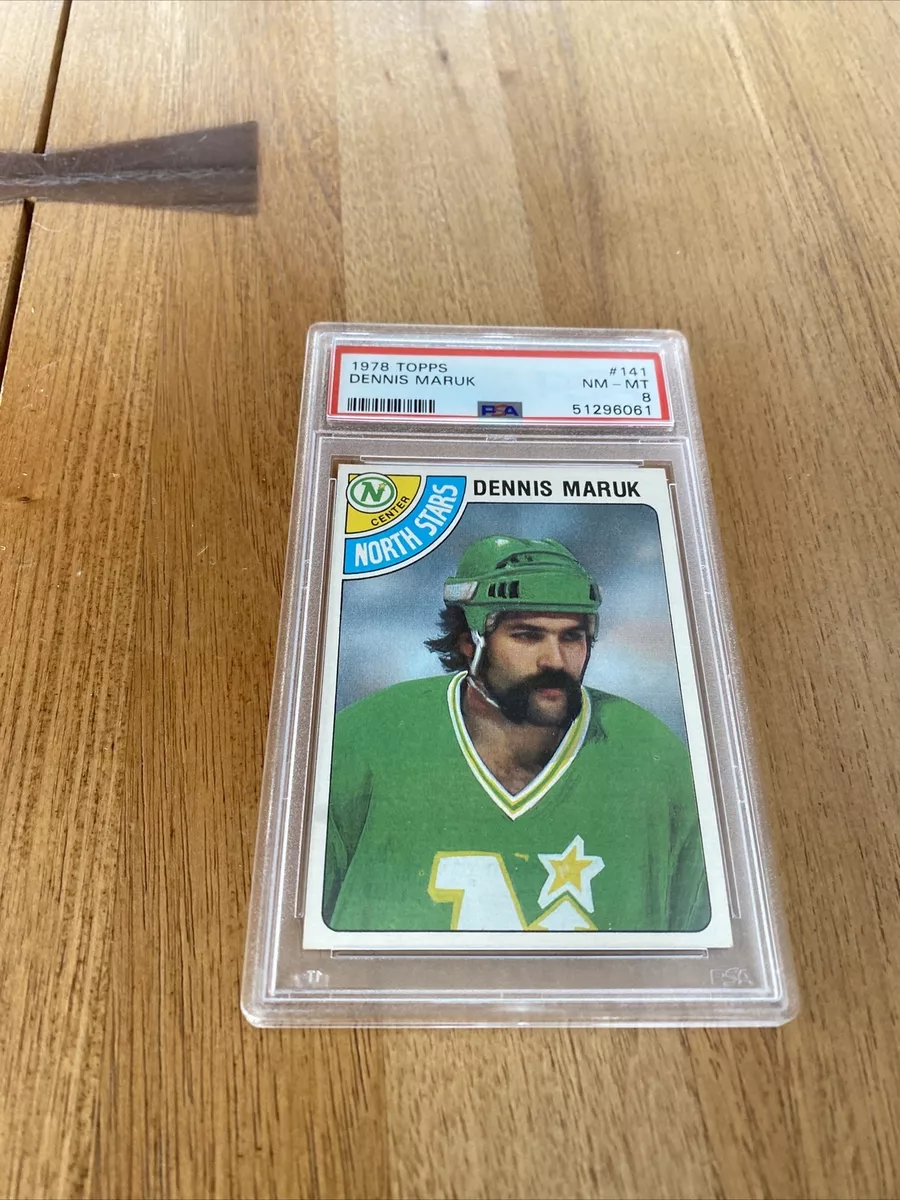 1978 TOPPS #141
DENNIS MARUK NM - MT
8
PSA 51296061
N CENTER
NORTH STARS
DENNIS MARUK
PSA